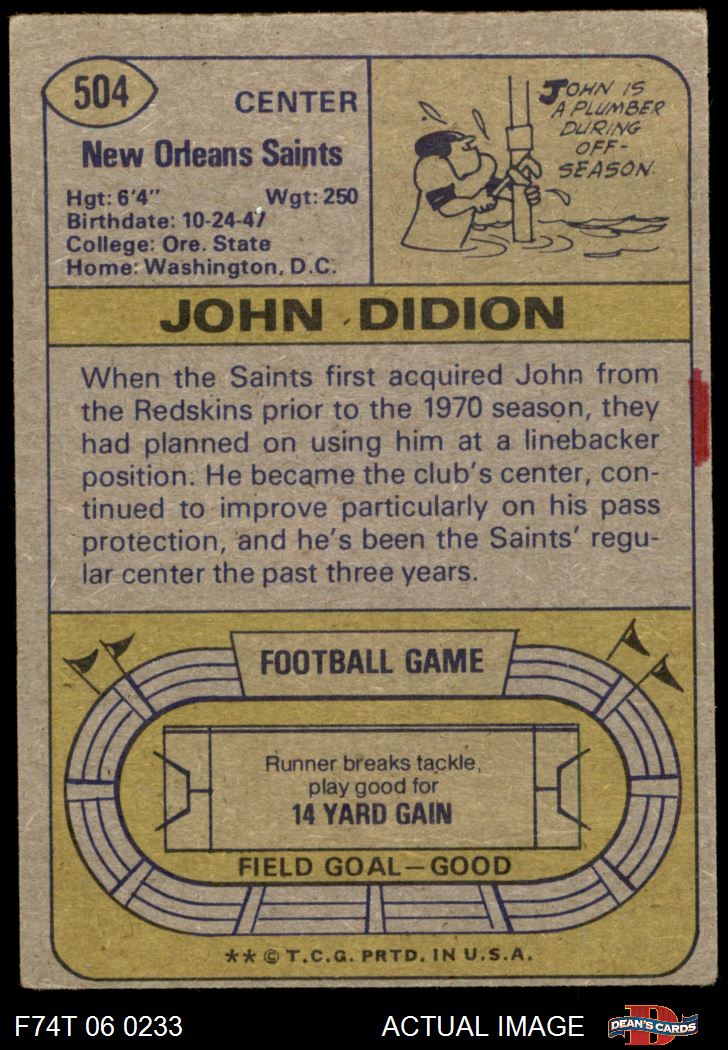 504
CENTER
New Orleans Saints
Hgt: 6'4" Wgt: 250
Birthdate: 10-24-47
College: Ore. State
Home: Washington, D.C.
JOHN IS
A PLUMBER
DURING
OFF-
SEASON.
JOHN DIDION
When the Saints first acquired John from
the Redskins prior to the 1970 season, they
had planned on using him at a linebacker
position. He became the club's center, con-
tinued to improve particularly on his pass
protection, and he's been the Saints' regu-
lar center the past three years.
FOOTBALL GAME
Runner breaks tackle,
play good for
14 YARD GAIN
FIELD GOAL—GOOD
** © T.C.G. PRTD. IN U.S.A.
F74T 06 0233 ACTUAL IMAGE
D
DEAN'S CARDS